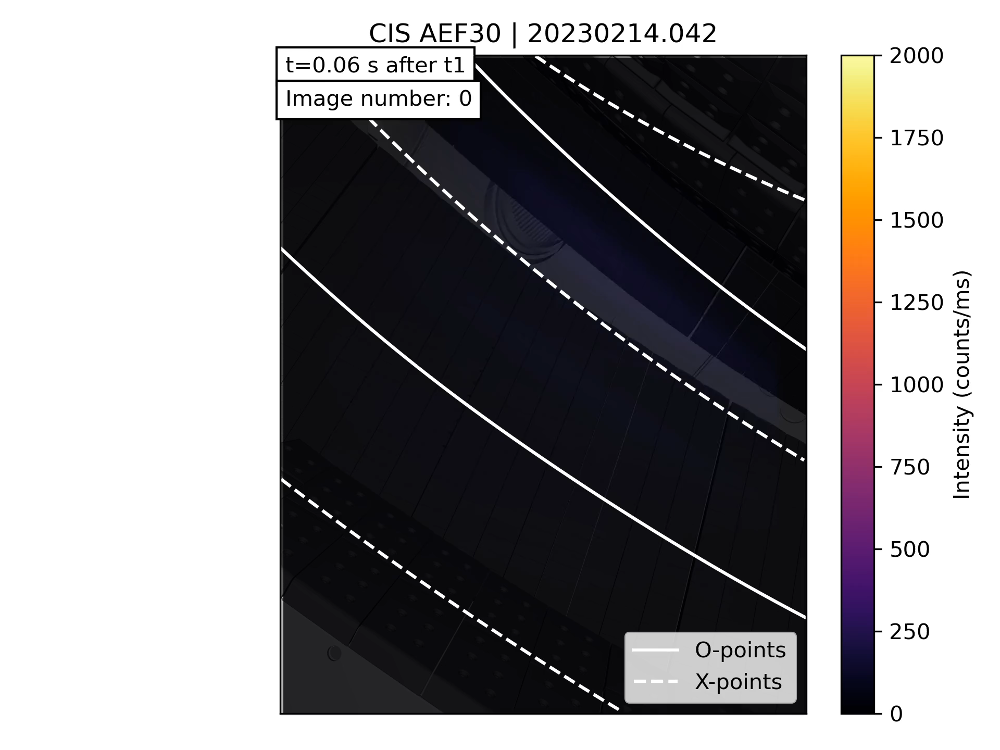 CIS AEF30 | 20230214.042
t=0.06 s after t1
Image number: 0
2000
1750
1500
1250
1000
750
500
250
0
Intensity (counts/ms)
O-points
X-points